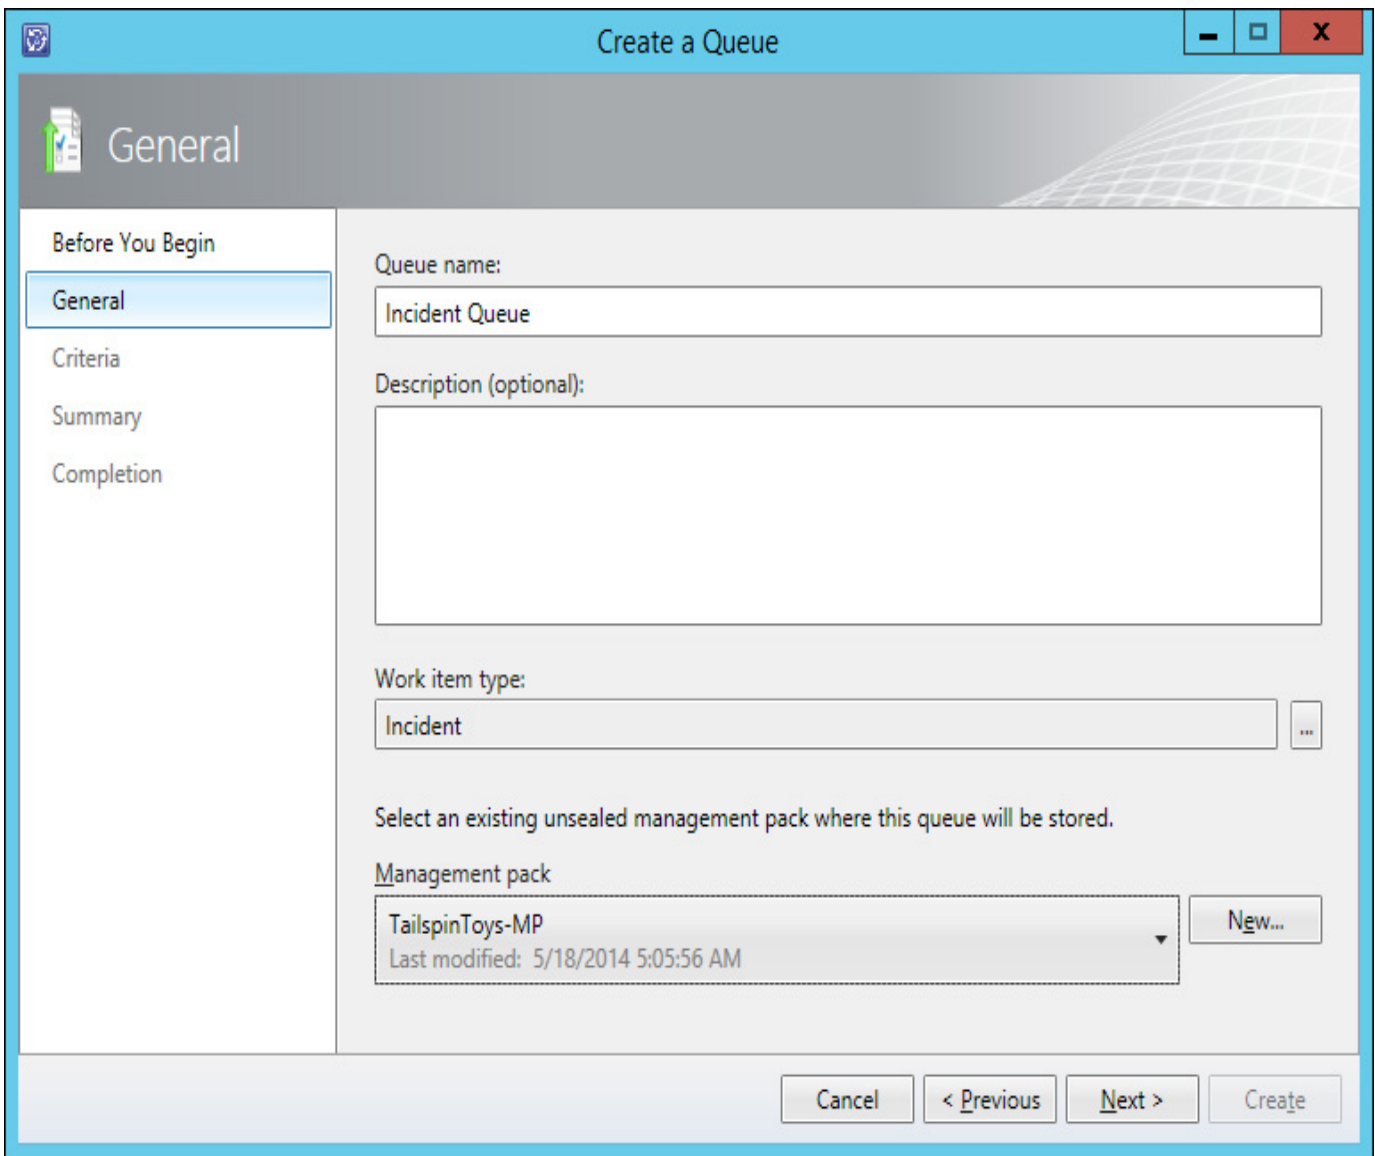 Create a Queue
General
Before You Begin
General
Criteria
Summary
Completion
Queue name:
Incident Queue
Description (optional):
Work item type:
Incident
...
Select an existing unsealed management pack where this queue will be stored.
Management pack
TailspinToys-MP
Last modified: 5/18/2014 5:05:56 AM
New...
Cancel
< Previous
Next >
Create